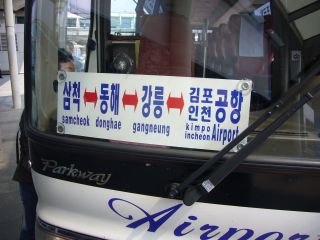 삼척 ↔ 동해 ↔ 강릉 ↔ 김포 인천 공항
samcheok donghae gangneung kimpo incheon Airport
Parkway
Airpor